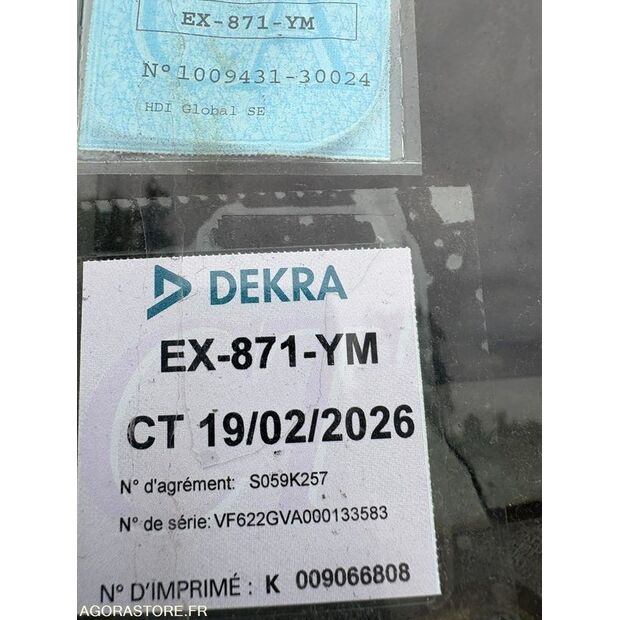 EX-871-YM
N° 1009431-30024
HDI Global SE
DEKRA
EX-871-YM
CT 19/02/2026
N° d'agrément: S059K257
N° de série: VF622GVA000133583
N° D'IMPRIMÉ : K 009066808
AGORASTORE.FR